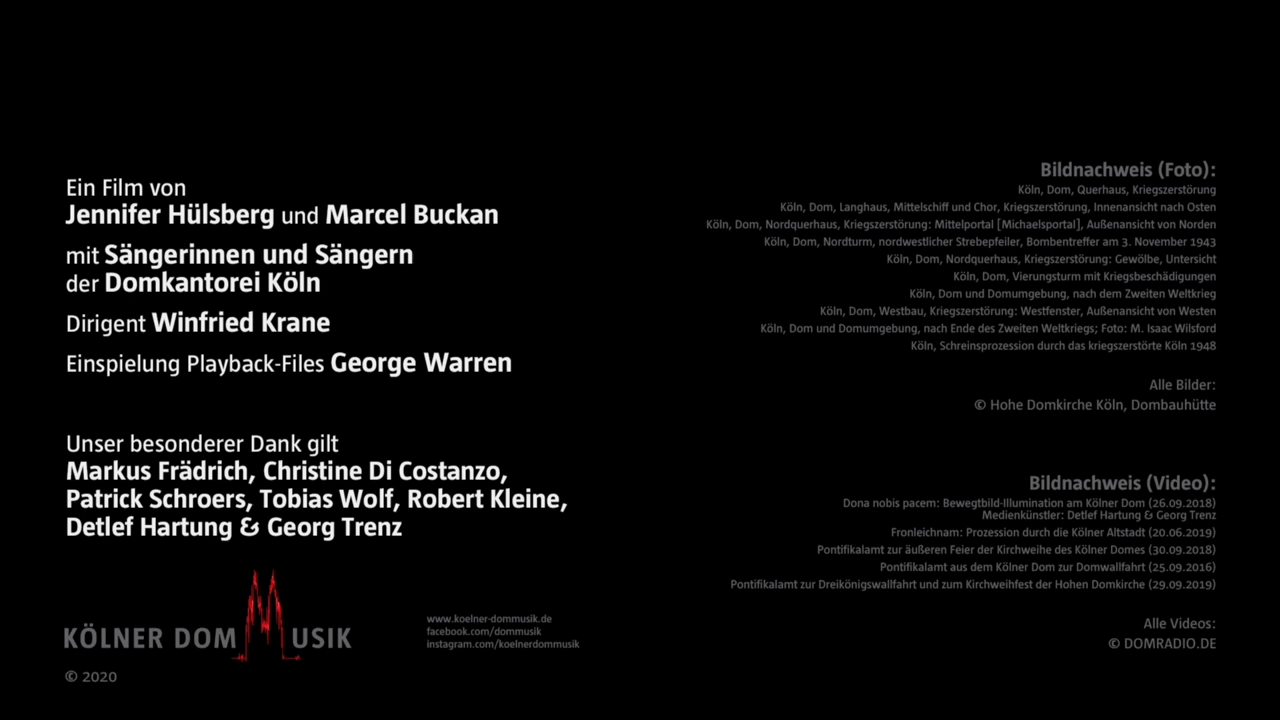 Ein Film von
Jennifer Hülsberg und Marcel Buckan
mit Sängerinnen und Sängern
der Domkantorei Köln
Dirigent Winfried Krane
Einspielung Playback-Files George Warren
Unser besonderer Dank gilt
Markus Frädrich, Christine Di Costanzo,
Patrick Schroers, Tobias Wolf, Robert Kleine,
Detlef Hartung & Georg Trenz
KÖLNER DOMMUSIK
© 2020
www.koelner-dommusik.de
facebook.com/dommusik
instagram.com/koelnerdommusik
Bildnachweis (Foto):
Köln, Dom, Querhaus, Kriegszerstörung
Köln, Dom, Langhaus, Mittelschiff und Chor, Kriegszerstörung, Innenansicht nach Osten
Köln, Dom, Nordquerhaus, Kriegszerstörung: Mittelportal [Michaelsportal], Außenansicht von Norden
Köln, Dom, Nordturm, nordwestlicher Strebepfeiler, Bombentreffer am 3. November 1943
Köln, Dom, Nordquerhaus, Kriegszerstörung: Gewölbe, Untersicht
Köln, Dom, Vierungsturm mit Kriegsbeschädigungen
Köln, Dom und Domumgebung, nach dem Zweiten Weltkrieg
Köln, Dom, Westbau, Kriegszerstörung: Westfenster, Außenansicht von Westen
Köln, Dom und Domumgebung, nach Ende des Zweiten Weltkriegs; Foto: M. Isaac Wilsford
Köln, Schreinsprozession durch das kriegszerstörte Köln 1948
Alle Bilder:
© Hohe Domkirche Köln, Dombauhütte
Bildnachweis (Video):
Dona nobis pacem: Bewegtbild-Illumination am Kölner Dom (26.09.2018)
Medienkünstler: Detlef Hartung & Georg Trenz
Fronleichnam: Prozession durch die Kölner Altstadt (20.06.2019)
Pontifikalamt zur äußeren Feier der Kirchweihe des Kölner Domes (30.09.2018)
Pontifikalamt aus dem Kölner Dom zur Domwallfahrt (25.09.2016)
Pontifikalamt zur Dreikönigswallfahrt und zum Kirchweihfest der Hohen Domkirche (29.09.2019)
Alle Videos:
© DOMRADIO.DE